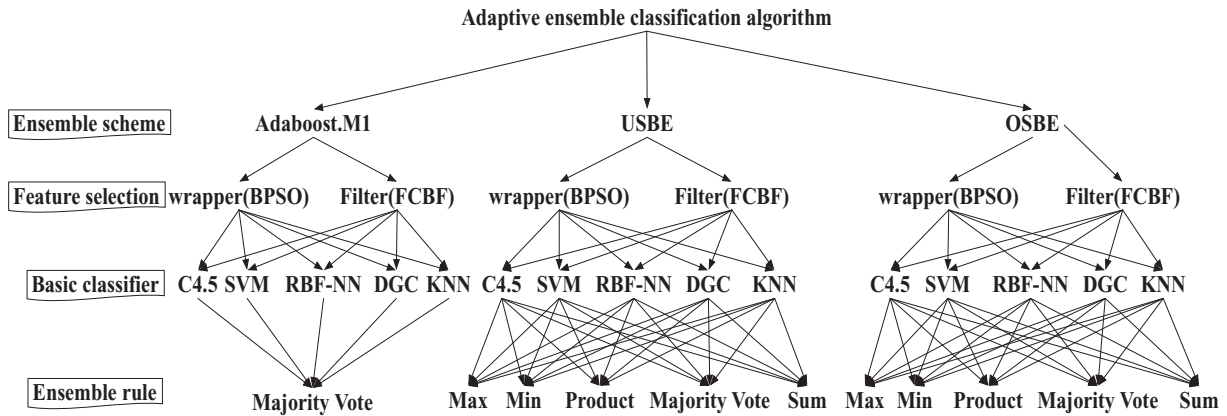 Adaptive ensemble classification algorithm
Ensemble scheme Adaboost.M1 USBE OSBE
Feature selection wrapper(BPSO) Filter(FCBF) wrapper(BPSO) Filter(FCBF) wrapper(BPSO) Filter(FCBF)
Basic classifier C4.5 SVM RBF-NN DGC KNN C4.5 SVM RBF-NN DGC KNN C4.5 SVM RBF-NN DGC KNN
Ensemble rule Majority Vote Max Min Product Majority Vote Sum Max Min Product Majority Vote Sum